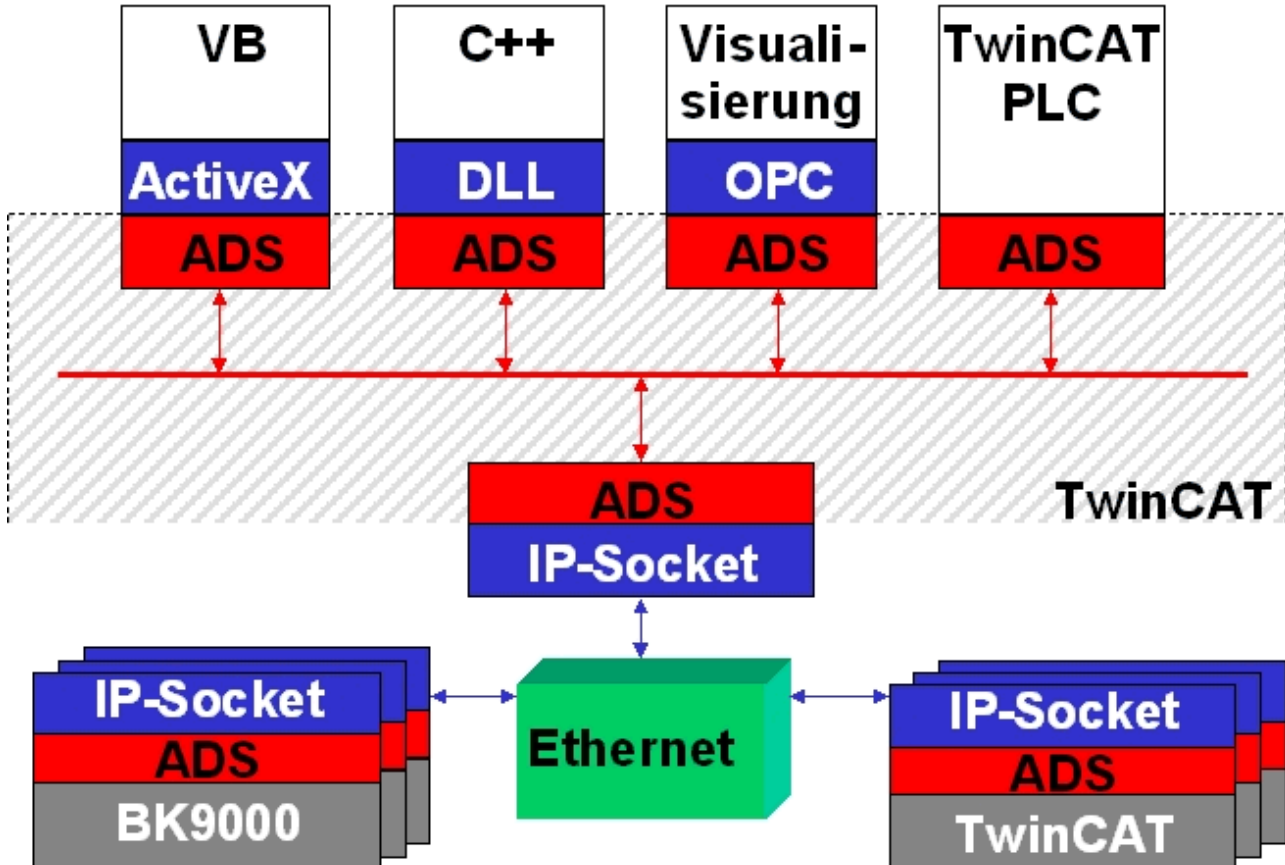 VB
ActiveX
ADS
C++
DLL
ADS
Visuali-
sierung
OPC
ADS
TwinCAT
PLC
ADS
ADS
IP-Socket
TwinCAT
IP-Socket
ADS
BK9000
Ethernet
IP-Socket
ADS
TwinCAT